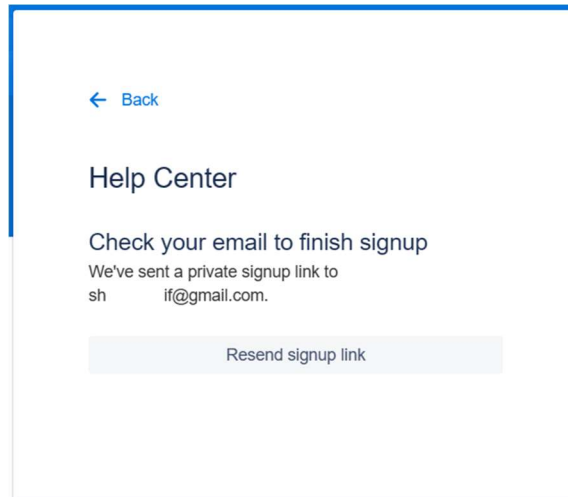 Back
Help Center
Check your email to finish signup
We've sent a private signup link to
sh if@gmail.com.
Resend signup link